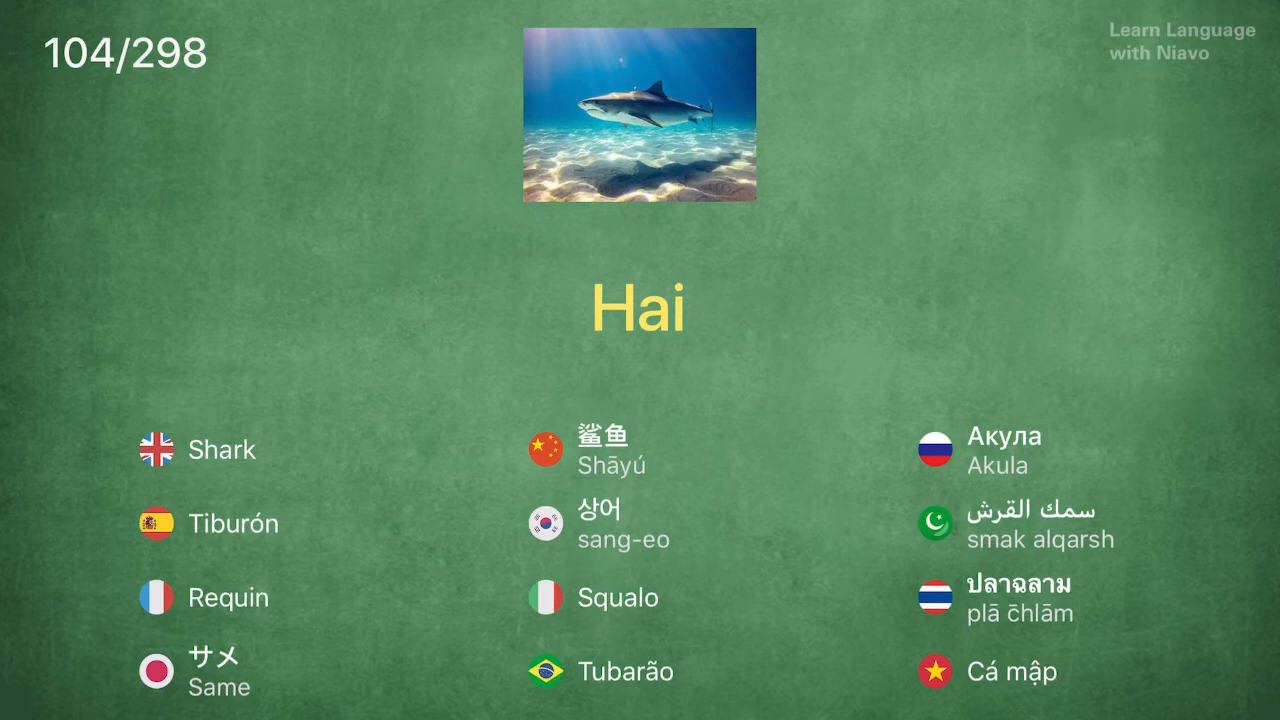 104/298
Learn Language
with Niavo
Hai
Shark
Tiburón
Requin
サメ
Same
鲨鱼
Shāyú
상어
sang-eo
Squalo
Tubarão
Акула
Akula
سمك القرش
smak alqarsh
ปลาฉลาม
plā c̄hlām
Cá mập